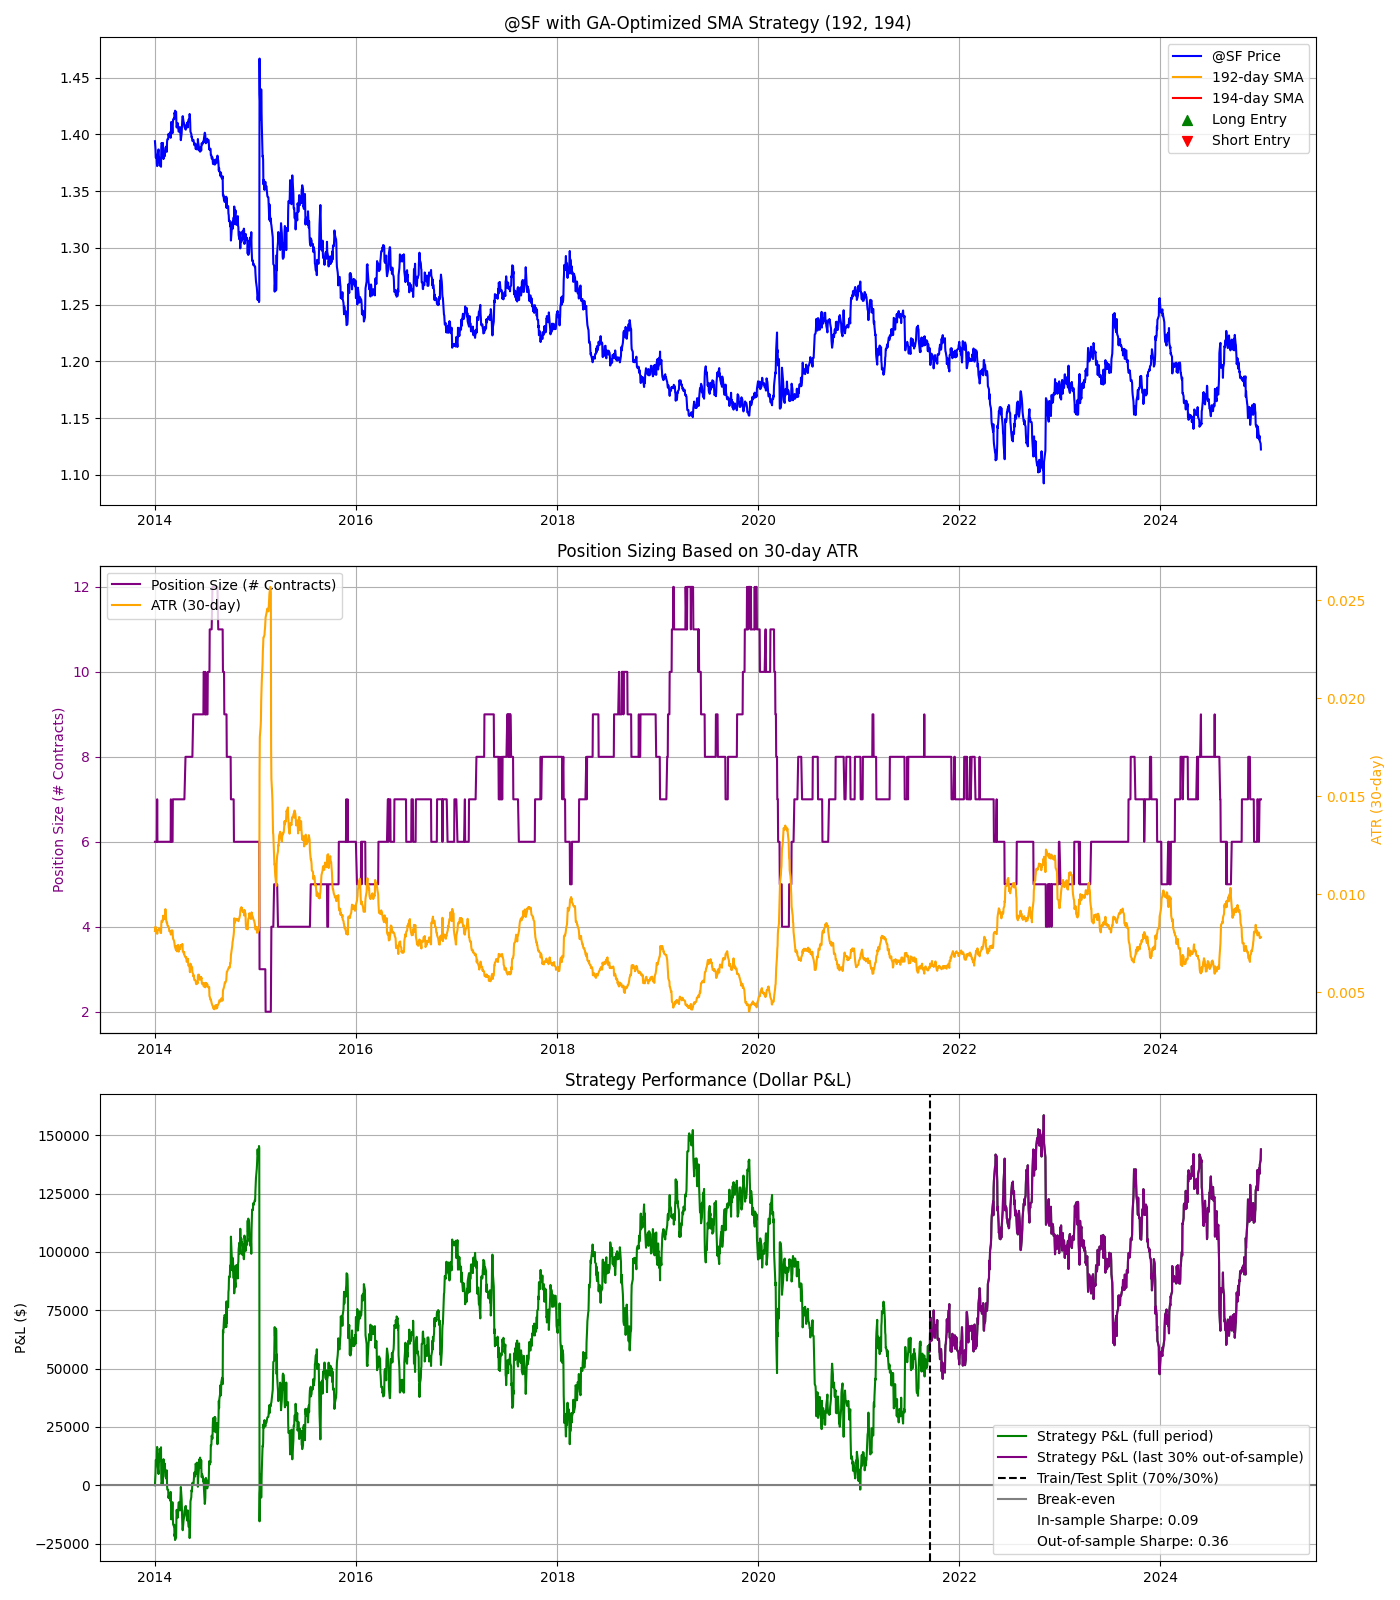 @SF with GA-Optimized SMA Strategy (192, 194)
@SF Price
192-day SMA
194-day SMA
Long Entry
Short Entry
1.45
1.40
1.35
1.30
1.25
1.20
1.15
1.10
2014 2016 2018 2020 2022 2024
Position Sizing Based on 30-day ATR
Position Size (# Contracts)
ATR (30-day)
12
10
8
6
4
2
Position Size (# Contracts)
0.025
0.020
0.015
0.010
0.005
ATR (30-day)
2014 2016 2018 2020 2022 2024
Strategy Performance (Dollar P&L)
150000
125000
100000
75000
50000
25000
0
−25000
P&L ($)
Strategy P&L (full period)
Strategy P&L (last 30% out-of-sample)
Train/Test Split (70%/30%)
Break-even
In-sample Sharpe: 0.09
Out-of-sample Sharpe: 0.36
2014 2016 2018 2020 2022 2024